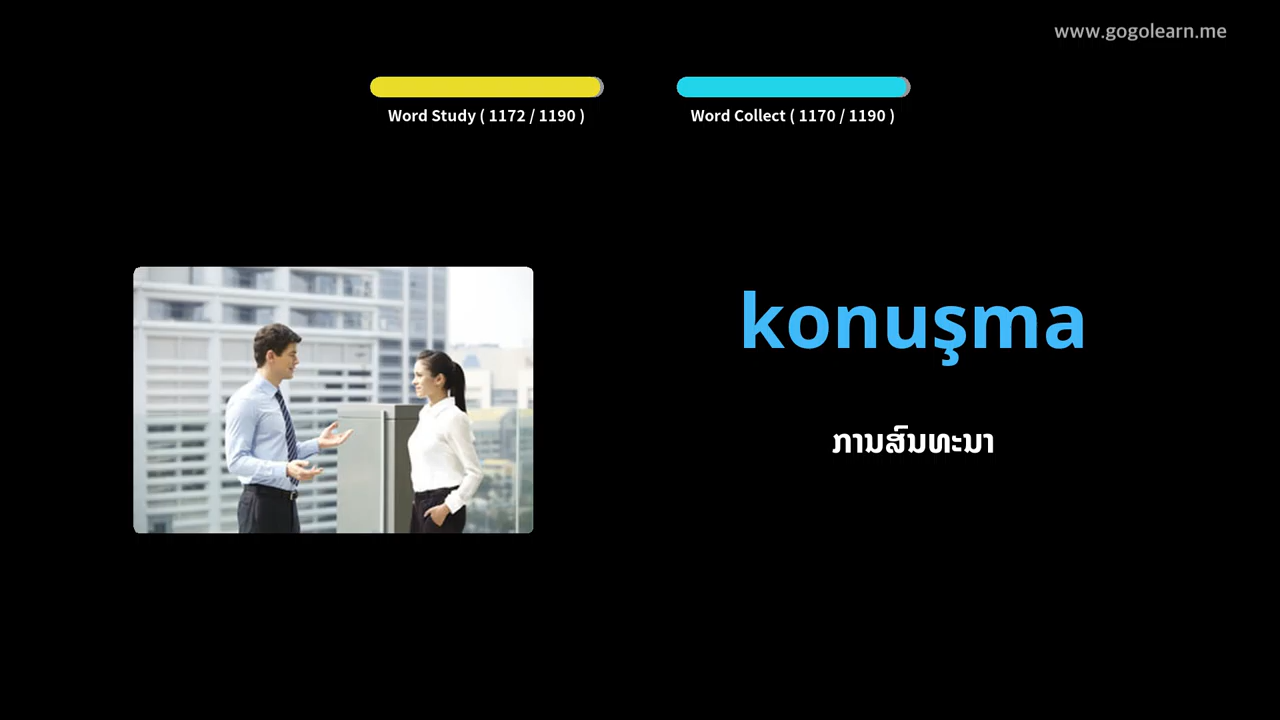 www.gogolearn.me
Word Study ( 1172 / 1190 )
Word Collect ( 1170 / 1190 )
konuşma
ການສົນທະນາ